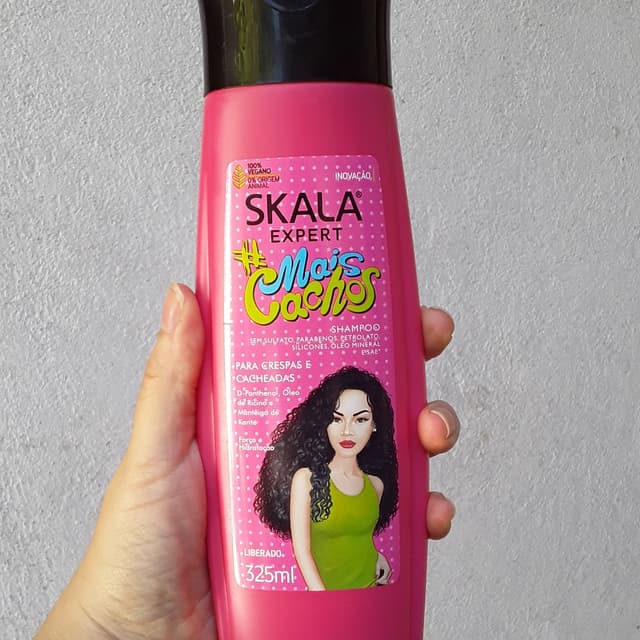 100%
VEGANO
0% ORIGEM
ANIMAL
INOVAÇÃO
SKALA®
EXPERT
#Mais
Cachos
SHAMPOO
SEM SULFATO, PARABENOS, PETROLATO,
SILICONES, ÓLEO MINERAL
PARA CRESPAS E
CACHEADAS
D-Panthenol, Óleo
de Rícino e
Manteiga de
Karité
Força e
Hidratação
LIBERADO
325ml